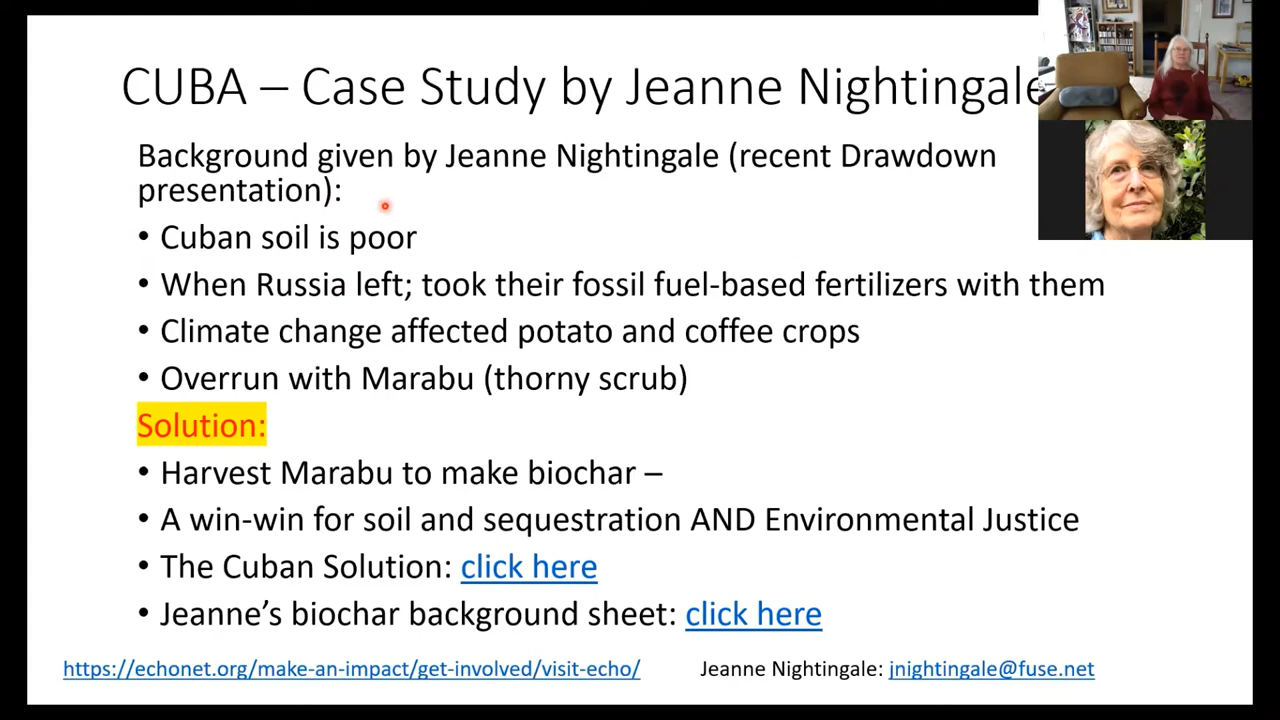 CUBA – Case Study by Jeanne Nightingale
Background given by Jeanne Nightingale (recent Drawdown
presentation):
• Cuban soil is poor
• When Russia left; took their fossil fuel-based fertilizers with them
• Climate change affected potato and coffee crops
• Overrun with Marabu (thorny scrub)
Solution:
• Harvest Marabu to make biochar –
• A win-win for soil and sequestration AND Environmental Justice
• The Cuban Solution: click here
• Jeanne’s biochar background sheet: click here
https://echonet.org/make-an-impact/get-involved/visit-echo/ Jeanne Nightingale: jnightingale@fuse.net